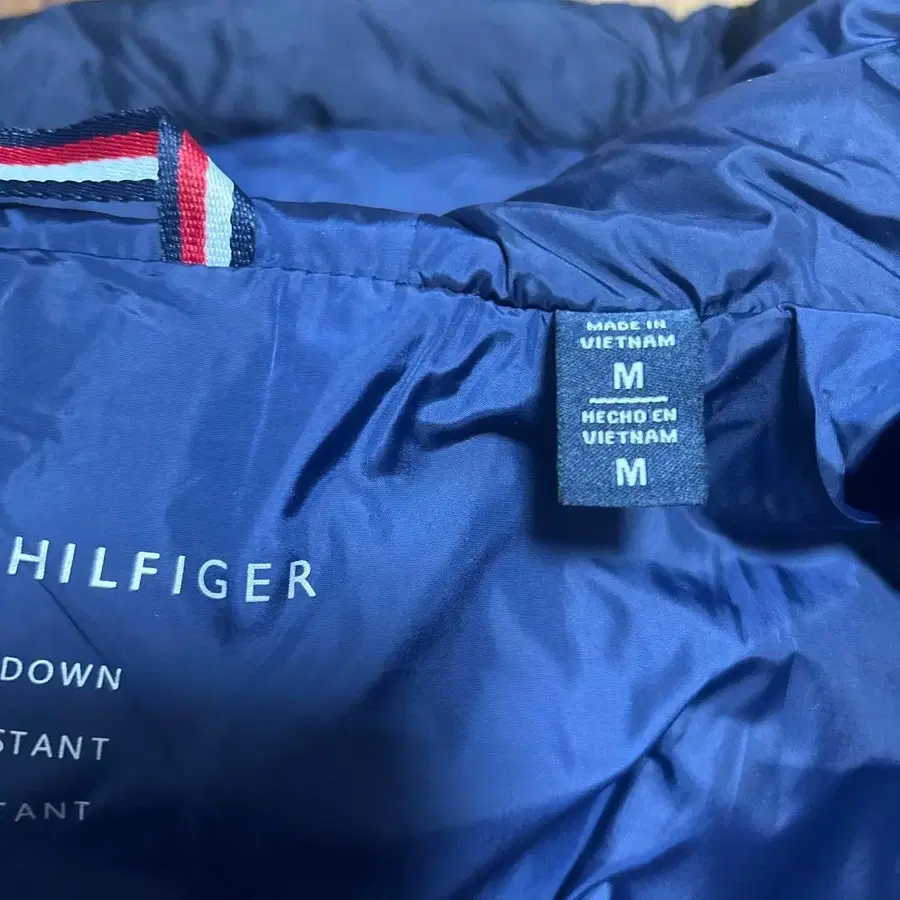 MADE IN
VIETNAM
M
HECHO EN
VIETNAM
M
HILFIGER
DOWN
STANT
TANT